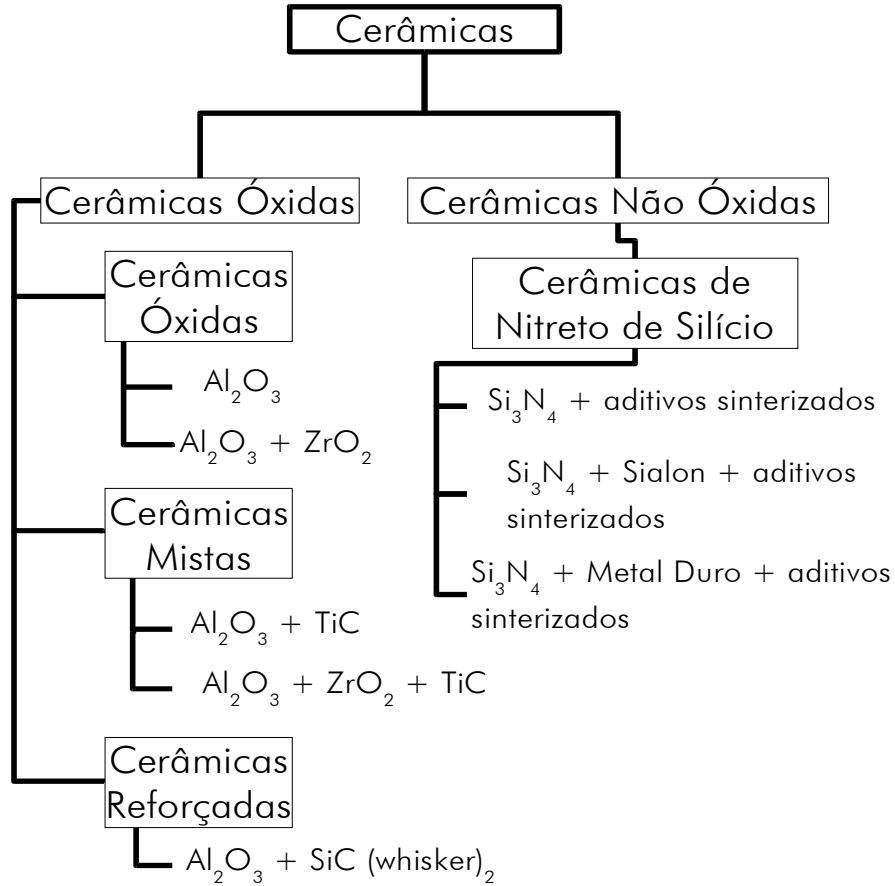 Cerâmicas
Cerâmicas Óxidas
Cerâmicas
Óxidas
Al₂O₃
Al₂O₃ + ZrO₂
Cerâmicas
Mistas
Al₂O₃ + TiC
Al₂O₃ + ZrO₂ + TiC
Cerâmicas
Reforçadas
Al₂O₃ + SiC (whisker)₂
Cerâmicas Não Óxidas
Cerâmicas de
Nitreto de Silício
Si₃N₄ + aditivos sinterizados
Si₃N₄ + Sialon + aditivos
sinterizados
Si₃N₄ + Metal Duro + aditivos
sinterizados